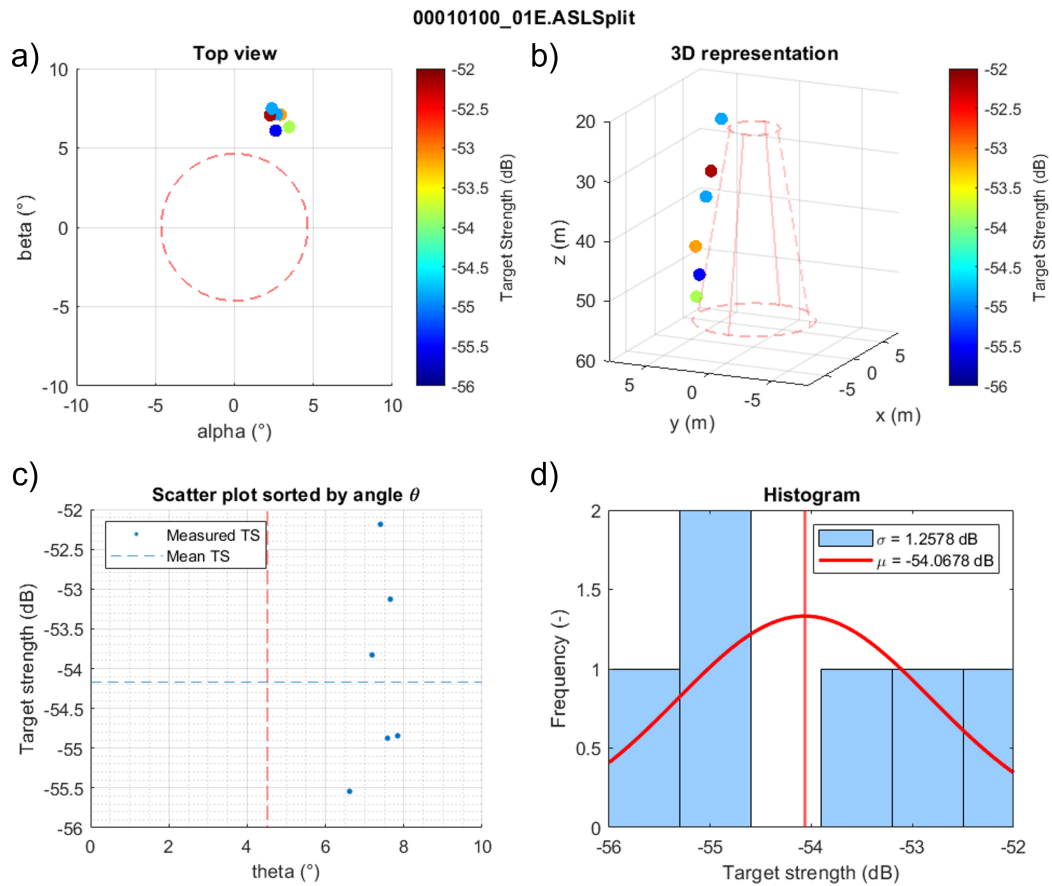 00010100_01E.ASLSplit
a)
Top view
10
5
0
-5
-10
-10
-5
0
5
10
beta (°)
alpha (°)
-52
-52.5
-53
-53.5
-54
-54.5
-55
-55.5
-56
Target Strength (dB)
b)
3D representation
20
30
40
50
60
z (m)
5
0
-5
y (m)
-5
0
5
x (m)
-52
-52.5
-53
-53.5
-54
-54.5
-55
-55.5
-56
Target Strength (dB)
c)
Scatter plot sorted by angle θ
-52
-52.5
-53
-53.5
-54
-54.5
-55
-55.5
-56
0
2
4
6
8
10
Target strength (dB)
theta (°)
Measured TS
Mean TS
d)
Histogram
2
1.5
1
0.5
0
-56
-55
-54
-53
-52
Frequency (-)
Target strength (dB)
σ = 1.2578 dB
μ = -54.0678 dB